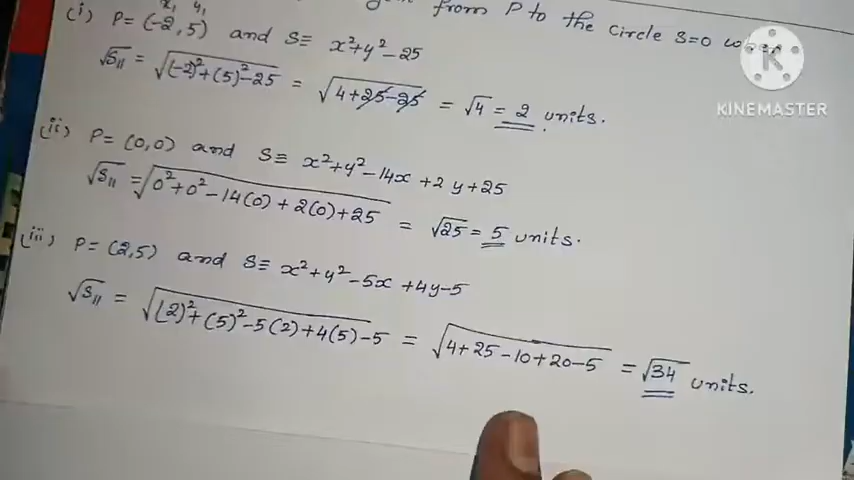 x₁ y₁
from P to the circle S=0
(i) P= (-2,5) and S≡ x²+y²-25
√S₁₁ = √(-2)²+(5)²-25 = √4+25-25 = √4 = 2 units.
KINEMASTER
(ii) P= (0,0) and S≡ x²+y²-14x+2y+25
√S₁₁ = √0²+0²-14(0)+2(0)+25 = √25 = 5 units.
(iii) P= (2,5) and S≡ x²+y²-5x+4y-5
√S₁₁ = √(2)²+(5)²-5(2)+4(5)-5 = √4+25-10+20-5 = √34 units.